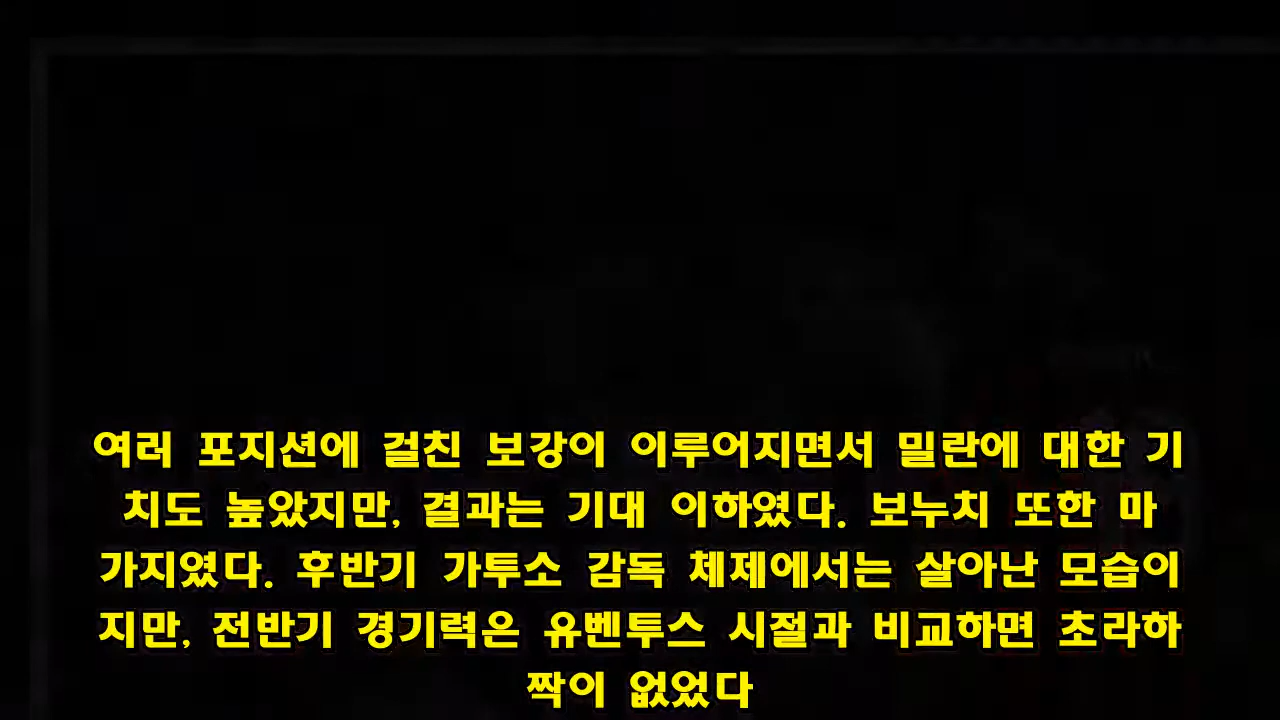 여러 포지션에 걸친 보강이 이루어지면서 밀란에 대한 기
치도 높았지만, 결과는 기대 이하였다. 보누치 또한 마
가지였다. 후반기 가투소 감독 체제에서는 살아난 모습이
지만, 전반기 경기력은 유벤투스 시절과 비교하면 초라하
짝이 없었다